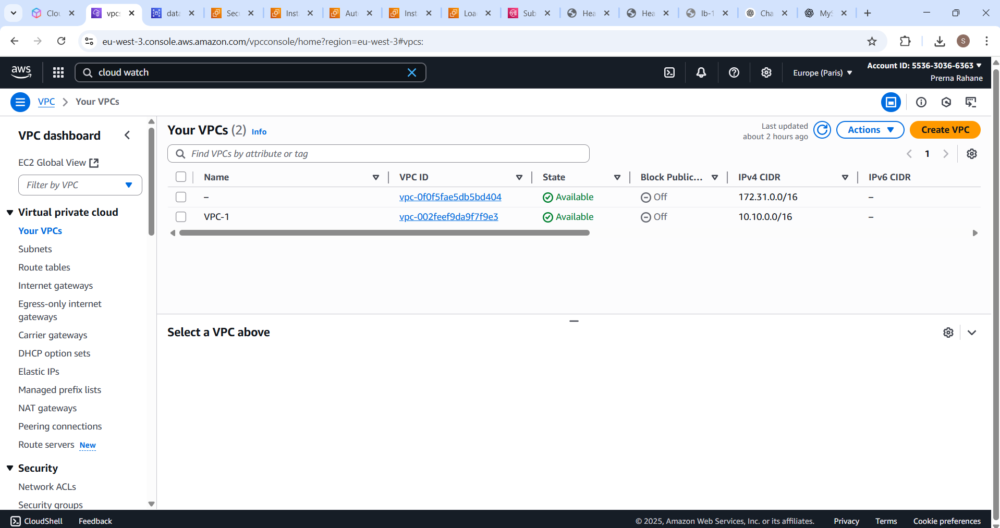 Clou
vpcs
data
Secu
Inst
Auto
Inst
Loa
Sub
Hea
Hea
lb-1
Cha
MyS
eu-west-3.console.aws.amazon.com/vpcconsole/home?region=eu-west-3#vpcs:
S
aws
cloud watch
Europe (Paris)
Account ID: 5536-3036-6363
Prerna Rahane
VPC
Your VPCs
VPC dashboard
EC2 Global View
Filter by VPC
Virtual private cloud
Your VPCs
Subnets
Route tables
Internet gateways
Egress-only internet
gateways
Carrier gateways
DHCP option sets
Elastic IPs
Managed prefix lists
NAT gateways
Peering connections
Route servers New
Security
Network ACLs
Security groups
Your VPCs (2) Info
Last updated
about 2 hours ago
Actions
Create VPC
Find VPCs by attribute or tag
1
Name VPC ID State Block Public... IPv4 CIDR IPv6 CIDR
– vpc-0f0f5fae5db5bd404 Available Off 172.31.0.0/16 –
VPC-1 vpc-002feef9da9f7f9e3 Available Off 10.10.0.0/16 –
Select a VPC above
CloudShell Feedback © 2025, Amazon Web Services, Inc. or its affiliates. Privacy Terms Cookie preferences